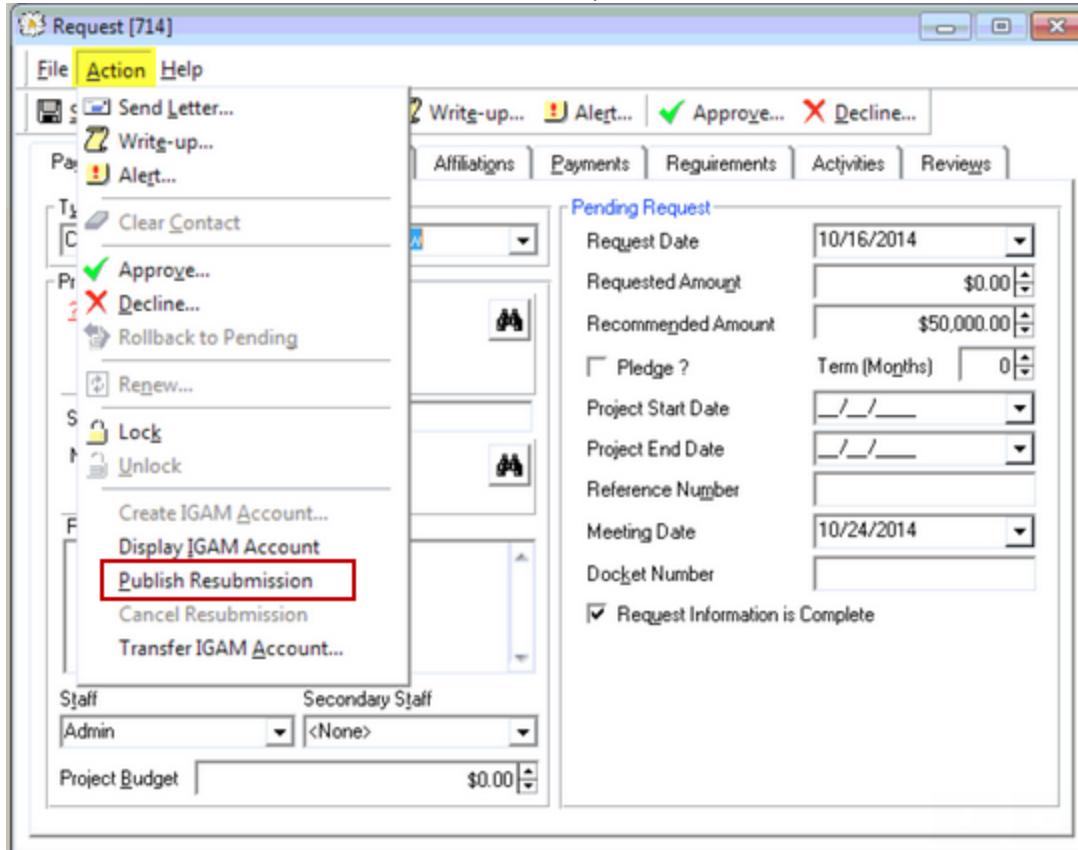 Request [714]
File Action Help
Send Letter... Write-up... Alert... Approve... Decline...
Write-up...
Alert...
Clear Contact
Approve...
Decline...
Rollback to Pending
Renew...
Lock
Unlock
Create IGAM Account...
Display IGAM Account
Publish Resubmission
Cancel Resubmission
Transfer IGAM Account...
Affiliations Payments Requirements Activities Reviews
Pending Request
Request Date 10/16/2014
Requested Amount $0.00
Recommended Amount $50,000.00
Pledge ? Term (Months) 0
Project Start Date __/__/____
Project End Date __/__/____
Reference Number
Meeting Date 10/24/2014
Docket Number
Request Information is Complete
Staff Secondary Staff
Admin <None>
Project Budget $0.00